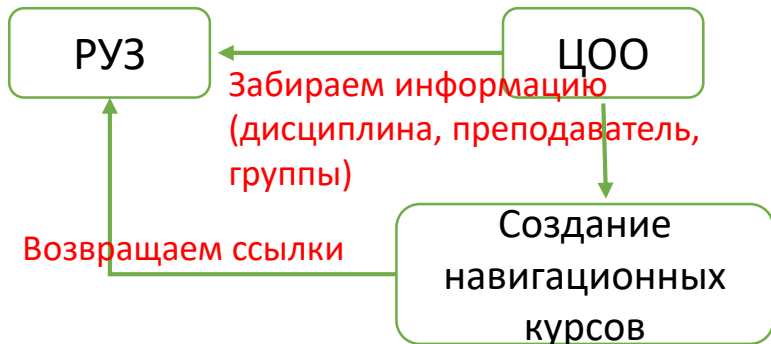 РУЗ
ЦОО
Забираем информацию
(дисциплина, преподаватель,
группы)
Возвращаем ссылки
Создание
навигационных
курсов